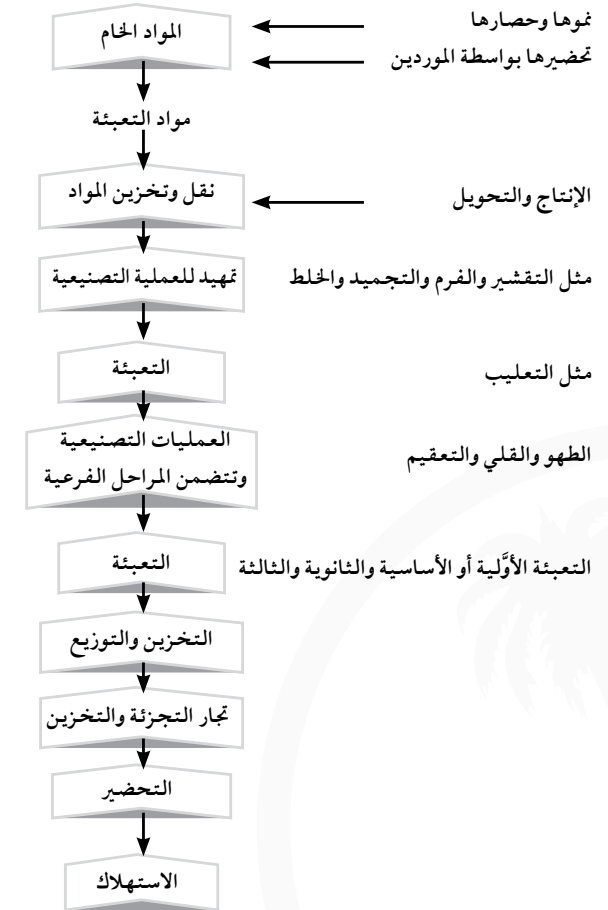 المواد الخام
نموها وحصارها
تحضيرها بواسطة الموردين
مواد التعبئة
نقل وتخزين المواد
الإنتاج والتحويل
تمهيد للعملية التصنيعية
مثل التقشير والفرم والتجميد والخلط
التعبئة
مثل التعليب
العمليات التصنيعية
وتتضمن المراحل الفرعية
الطهو والقلي والتعقيم
التعبئة
التعبئة الأوَّلية أو الأساسية والثانوية والثالثة
التخزين والتوزيع
تجار التجزئة والتخزين
التحضير
الاستهلاك